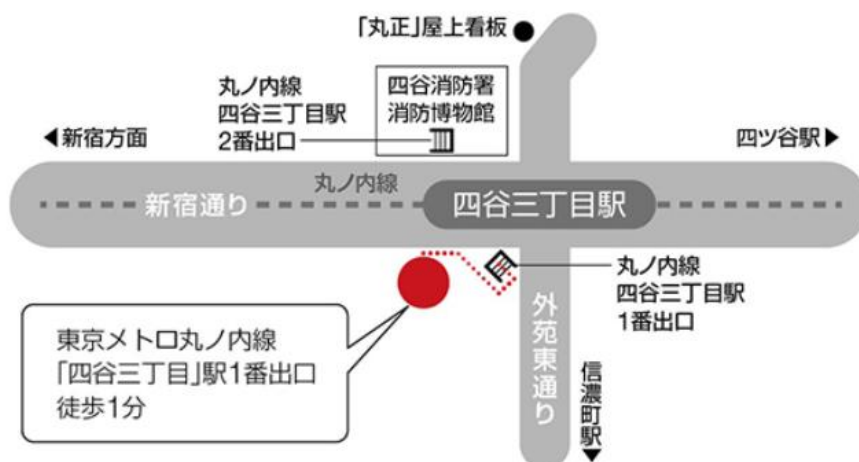 「丸正」屋上看板
丸ノ内線
四谷三丁目駅
2番出口
四谷消防署
消防博物館
◀新宿方面
四ツ谷駅▶
丸ノ内線
新宿通り
四谷三丁目駅
丸ノ内線
四谷三丁目駅
1番出口
外苑東通り
信濃町駅▼
東京メトロ丸ノ内線
「四谷三丁目」駅1番出口
徒歩1分